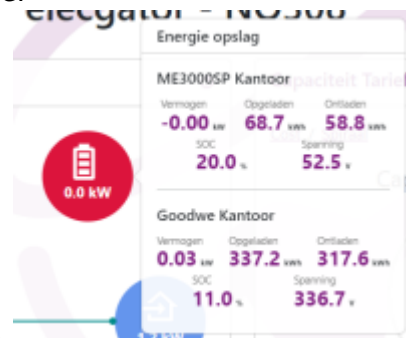 Energie opslag
ME3000SP Kantoor
Vermogen Opgeladen Ontladen
-0.00 kW 68.7 kWh 58.8 kWh
SOC Spanning
20.0 % 52.5 V
0.0 kW
Goodwe Kantoor
Vermogen Opgeladen Ontladen
0.03 kW 337.2 kWh 317.6 kWh
SOC Spanning
11.0 % 336.7 V